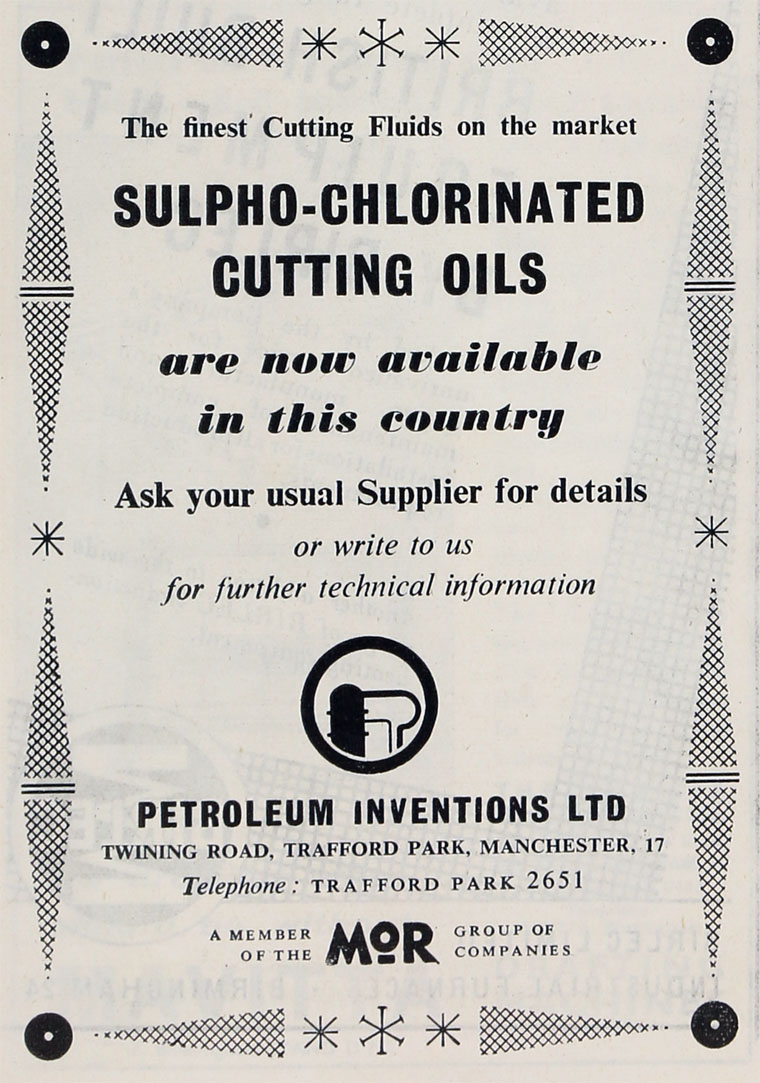 The finest Cutting Fluids on the market
SULPHO-CHLORINATED
CUTTING OILS
are now available
in this country
Ask your usual Supplier for details
or write to us
for further technical information
PETROLEUM INVENTIONS LTD
TWINING ROAD, TRAFFORD PARK, MANCHESTER, 17
Telephone: TRAFFORD PARK 2651
A MEMBER OF THE MOR GROUP OF COMPANIES